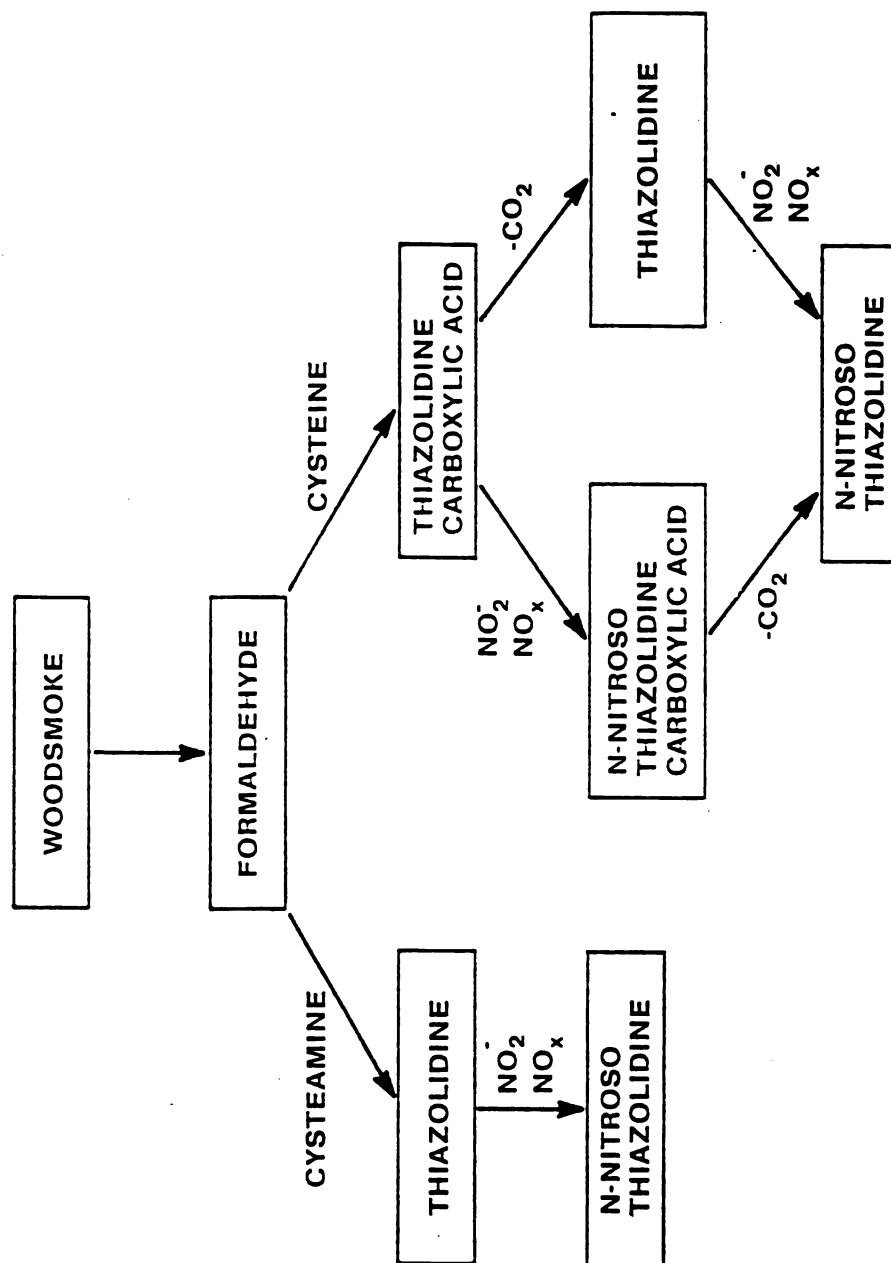 WOODSMOKE
FORMALDEHYDE
CYSTEAMINE
CYSTEINE
THIAZOLIDINE
THIAZOLIDINE
CARBOXYLIC ACID
NO₂⁻
NOₓ
NO₂⁻
NOₓ
-CO₂
N-NITROSO
THIAZOLIDINE
N-NITROSO
THIAZOLIDINE
CARBOXYLIC ACID
THIAZOLIDINE
-CO₂
NO₂⁻
NOₓ
N-NITROSO
THIAZOLIDINE